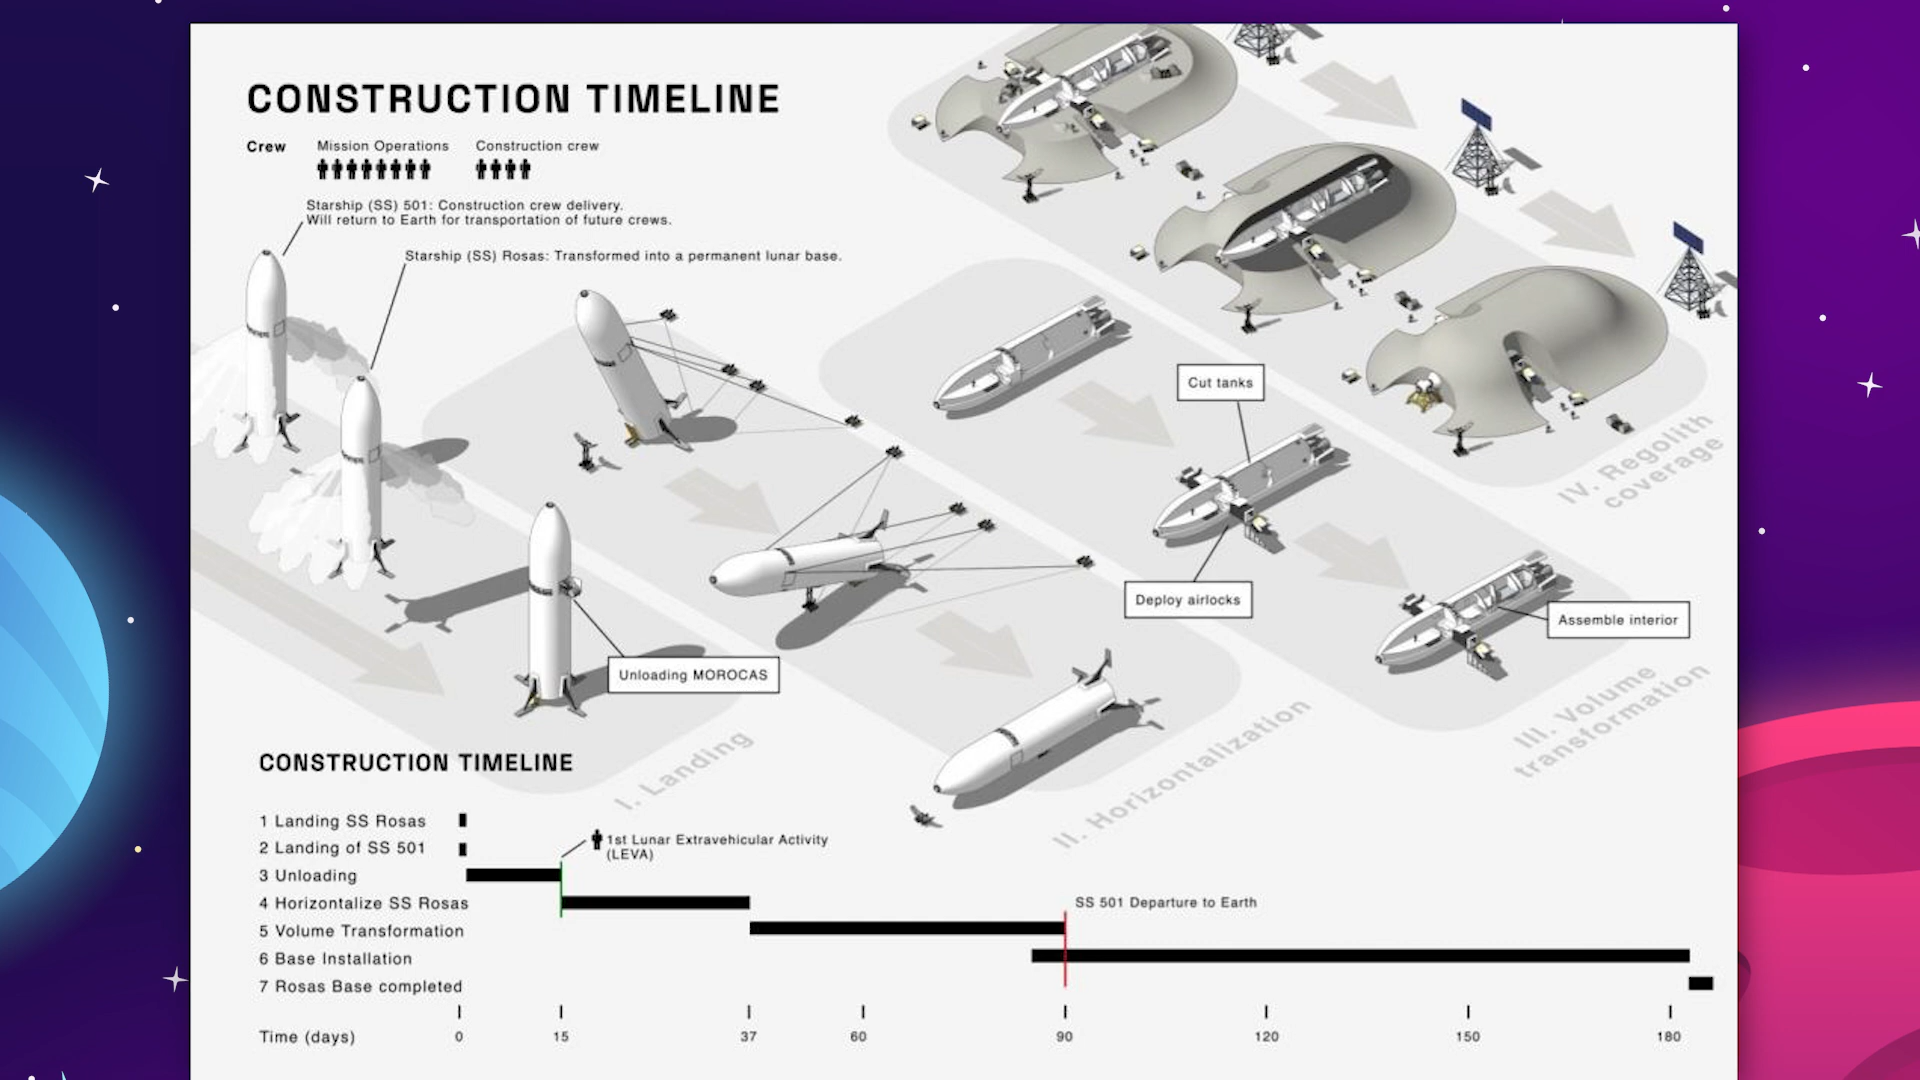 CONSTRUCTION TIMELINE
Crew
Mission Operations
Construction crew
Starship (SS) 501: Construction crew delivery.
Will return to Earth for transportation of future crews.
Starship (SS) Rosas: Transformed into a permanent lunar base.
Cut tanks
Deploy airlocks
Assemble interior
Unloading MOROCAS
I. Landing
II. Horizontalization
III. Volume
transformation
IV. Regolith
coverage
CONSTRUCTION TIMELINE
1 Landing SS Rosas
2 Landing of SS 501
3 Unloading
4 Horizontalize SS Rosas
5 Volume Transformation
6 Base Installation
7 Rosas Base completed
1st Lunar Extravehicular Activity
(LEVA)
SS 501 Departure to Earth
Time (days)
0 15 37 60 90 120 150 180